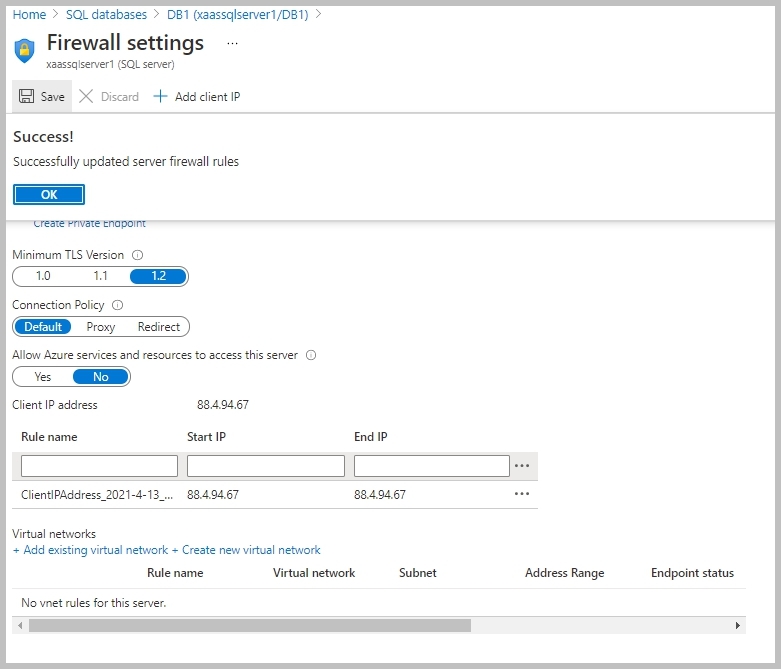 Home > SQL databases > DB1 (xaassqlserver1/DB1) >
Firewall settings ...
xaassqlserver1 (SQL server)
Save Discard + Add client IP
Success!
Successfully updated server firewall rules
OK
Create Private Endpoint
Minimum TLS Version
1.0 1.1 1.2
Connection Policy
Default Proxy Redirect
Allow Azure services and resources to access this server
Yes No
Client IP address 88.4.94.67
Rule name Start IP End IP
...
ClientIPAddress_2021-4-13_... 88.4.94.67 88.4.94.67 ...
Virtual networks
+ Add existing virtual network + Create new virtual network
Rule name Virtual network Subnet Address Range Endpoint status
No vnet rules for this server.